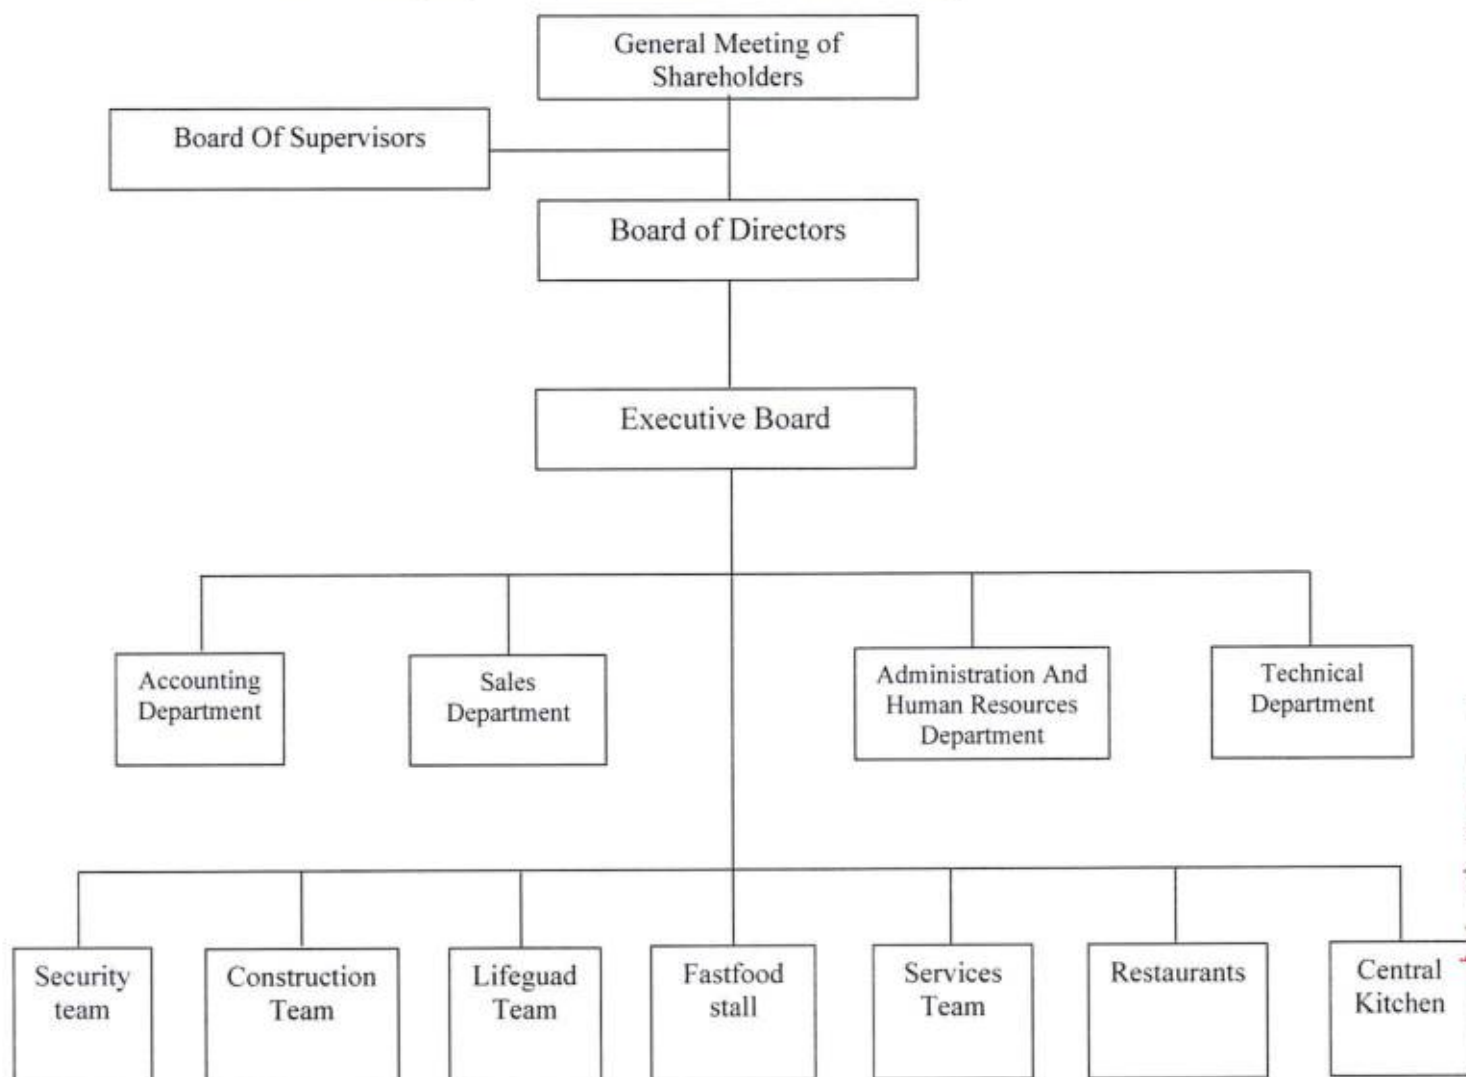 General Meeting of
Shareholders
Board Of Supervisors
Board of Directors
Executive Board
Accounting
Department
Sales
Department
Administration And
Human Resources
Department
Technical
Department
Security
team
Construction
Team
Lifeguad
Team
Fastfood
stall
Services
Team
Restaurants
Central
Kitchen